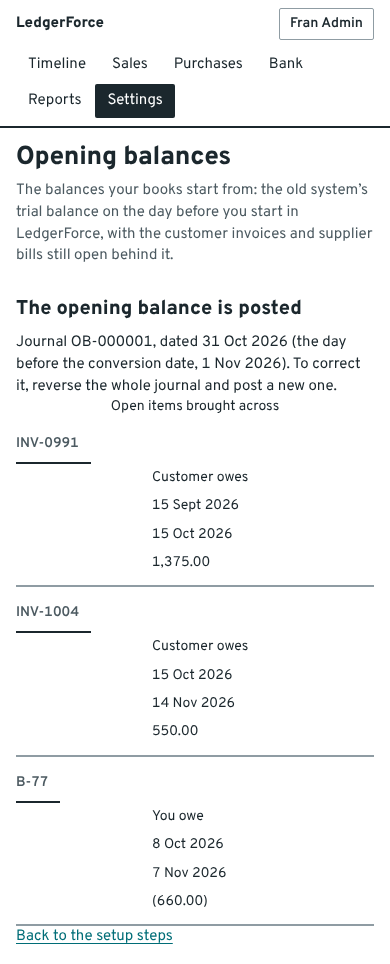 LedgerForce
Fran Admin
Timeline
Sales
Purchases
Bank
Reports
Settings
Opening balances
The balances your books start from: the old system’s
trial balance on the day before you start in
LedgerForce, with the customer invoices and supplier
bills still open behind it.
The opening balance is posted
Journal OB-000001, dated 31 Oct 2026 (the day
before the conversion date, 1 Nov 2026). To correct
it, reverse the whole journal and post a new one.
Open items brought across
INV-0991
Customer owes
15 Sept 2026
15 Oct 2026
1,375.00
INV-1004
Customer owes
15 Oct 2026
14 Nov 2026
550.00
B-77
You owe
8 Oct 2026
7 Nov 2026
(660.00)
Back to the setup steps